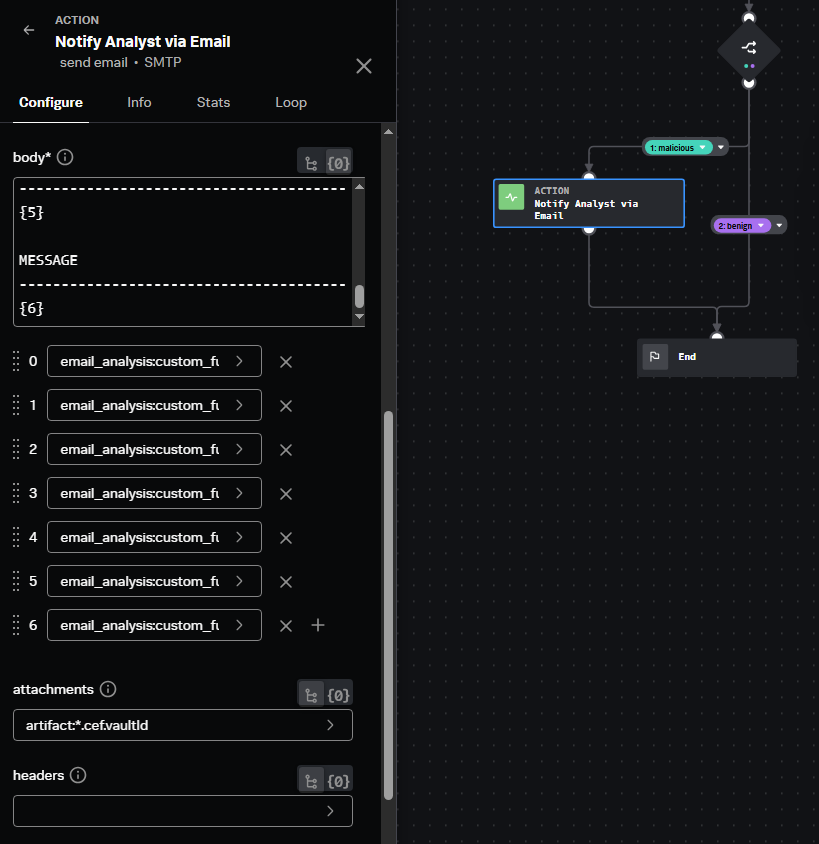 ACTION
Notify Analyst via Email
send email • SMTP
Configure
Info
Stats
Loop
body*
{0}
------------------------------------
{5}
MESSAGE
------------------------------------
{6}
0 email_analysis:custom_fu
1 email_analysis:custom_fu
2 email_analysis:custom_fu
3 email_analysis:custom_fu
4 email_analysis:custom_fu
5 email_analysis:custom_fu
6 email_analysis:custom_fu
attachments
{0}
artifact:*.cef.vaultId
headers
{0}
1: malicious
ACTION
Notify Analyst via
Email
2: benign
End